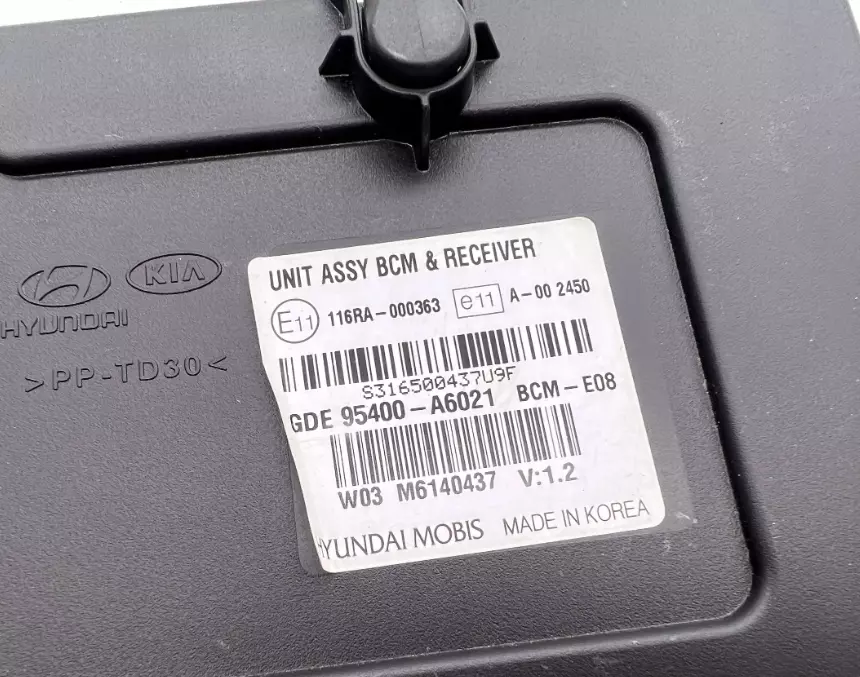 UNIT ASSY BCM & RECEIVER
E11 116RA-000363 e11 A-00 2450
KIA
HYUNDAI
>PP-TD30<
S316500437U9F
GDE 95400-A6021 BCM-E08
W03 M6140437 V:1.2
HYUNDAI MOBIS MADE IN KOREA